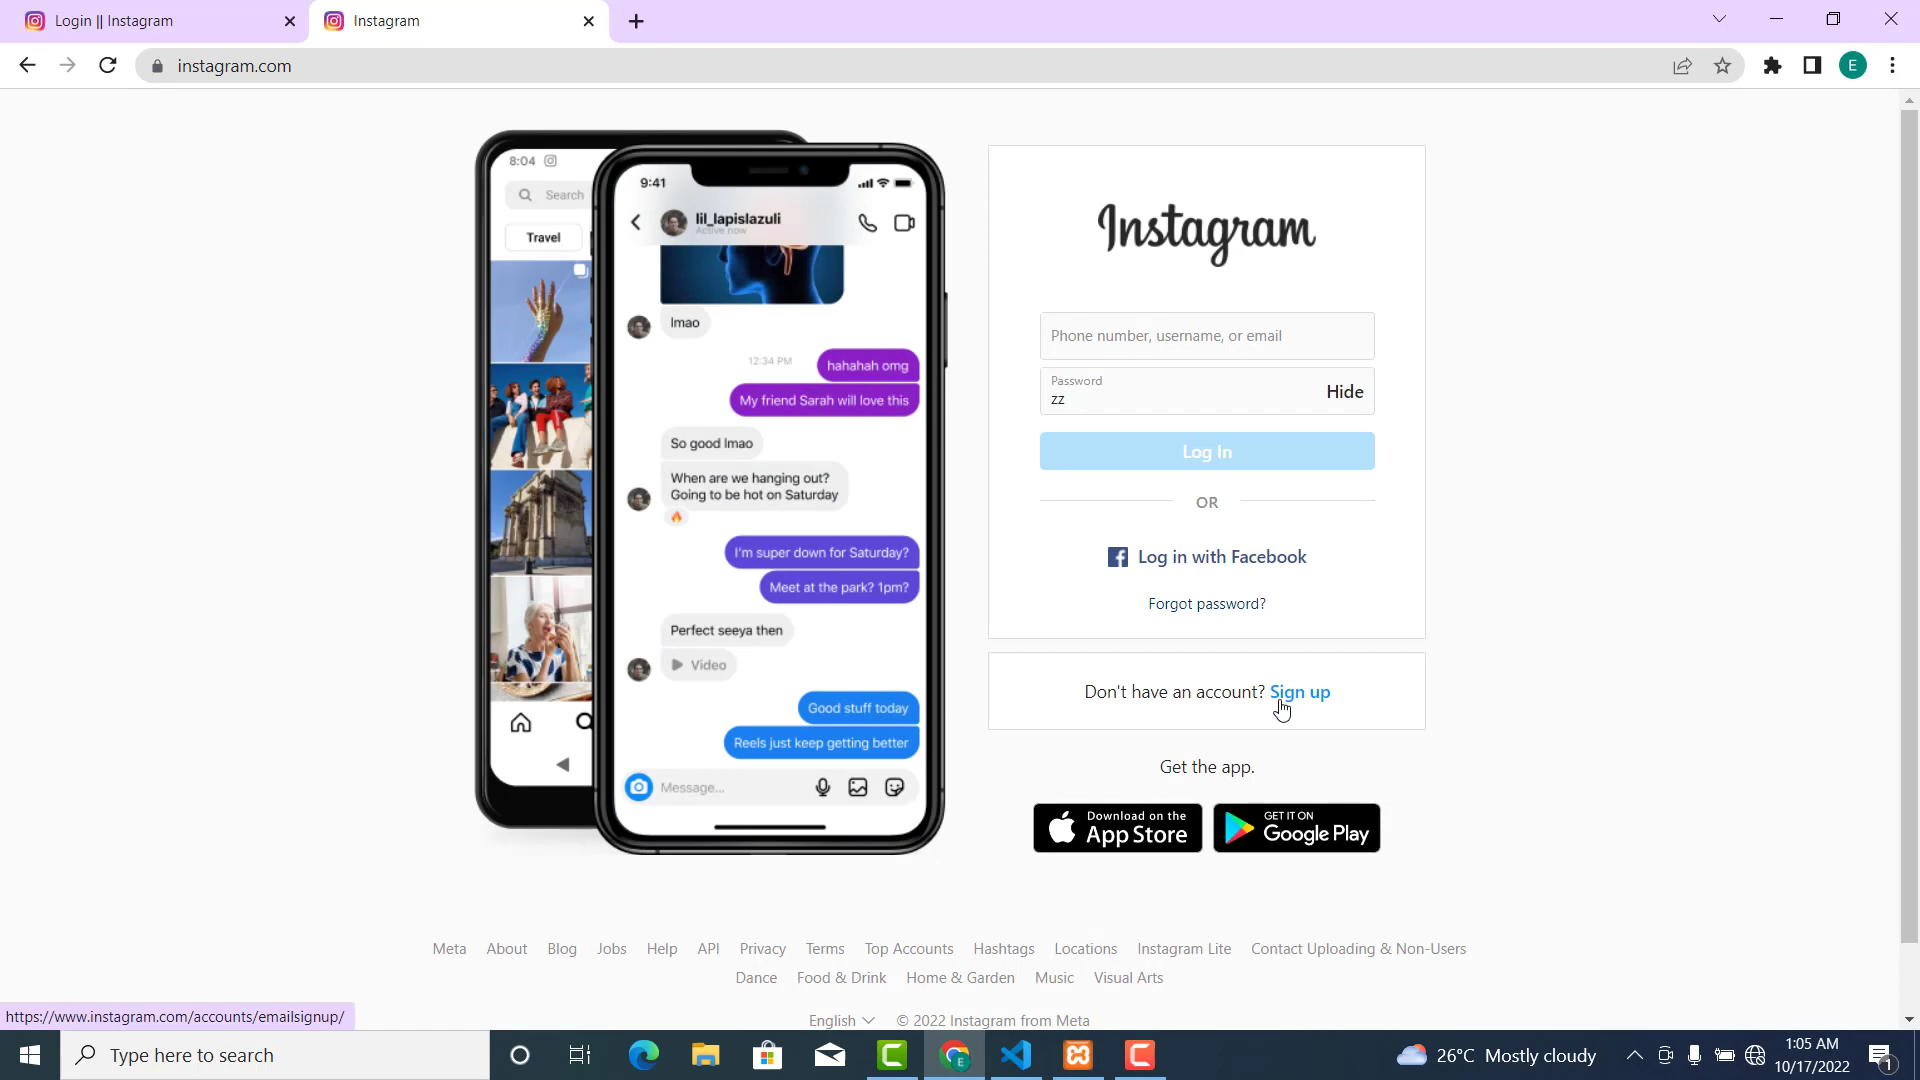 Login || Instagram
Instagram
instagram.com
E
8:04
Search
Travel
9:41
lil_lapislazuli
Active now
lmao
12:34 PM
hahahah omg
My friend Sarah will love this
So good lmao
When are we hanging out?
Going to be hot on Saturday
I'm super down for Saturday?
Meet at the park? 1pm?
Perfect seeya then
Video
Good stuff today
Reels just keep getting better
Message...
Instagram
Phone number, username, or email
Password
zz
Hide
Log In
OR
Log in with Facebook
Forgot password?
Don't have an account? Sign up
Get the app.
Download on the
App Store
GET IT ON
Google Play
Meta About Blog Jobs Help API Privacy Terms Top Accounts Hashtags Locations Instagram Lite Contact Uploading & Non-Users
Dance Food & Drink Home & Garden Music Visual Arts
English © 2022 Instagram from Meta
https://www.instagram.com/accounts/emailsignup/
Type here to search
26°C Mostly cloudy
1:05 AM
10/17/2022
1